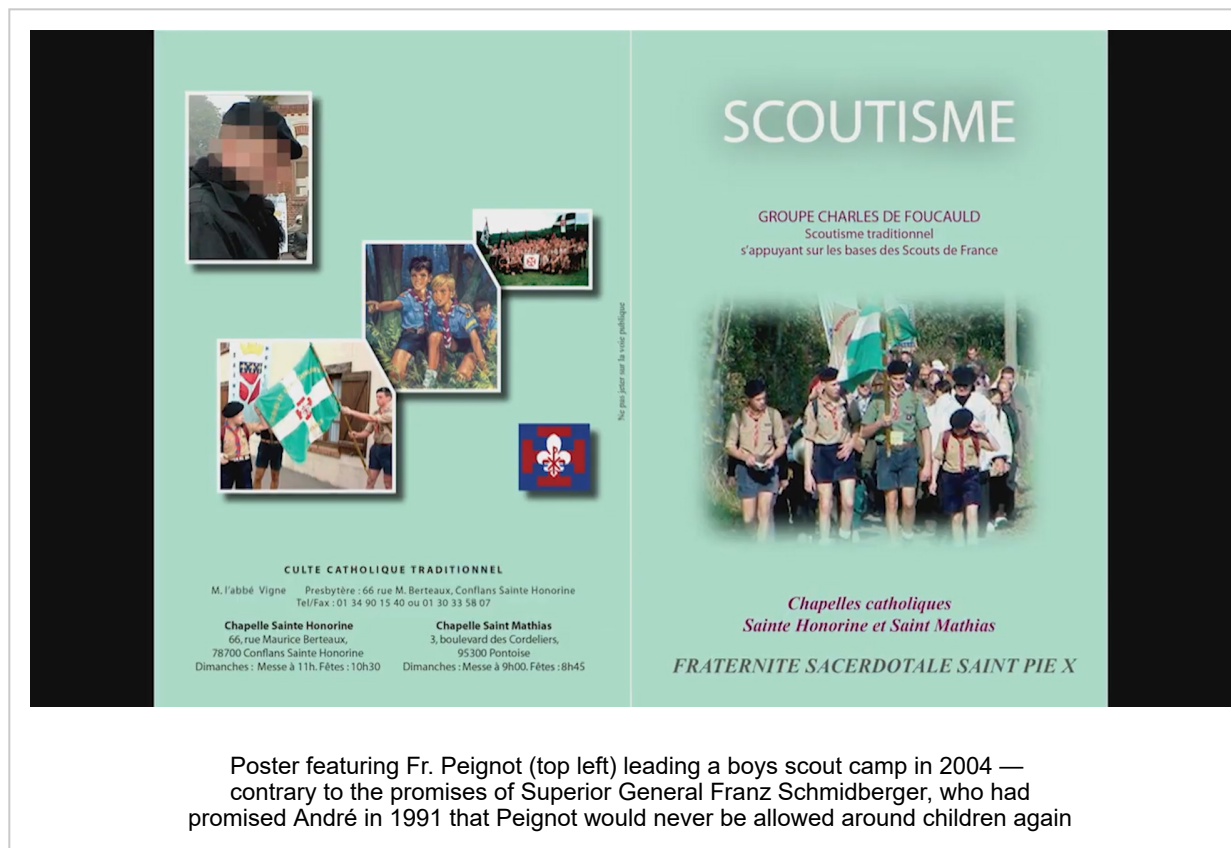 SCOUTISME
GROUPE CHARLES DE FOUCAULD
Scoutisme traditionnel
s'appuyant sur les bases des Scouts de France
Ne pas jeter sur la voie publique
CULTE CATHOLIQUE TRADITIONNEL
M. l'abbé Vigne Presbytère : 66 rue M. Berteaux, Conflans Sainte Honorine
Tel/Fax : 01 34 90 15 40 ou 01 30 33 58 07
Chapelle Sainte Honorine
66, rue Maurice Berteaux,
78700 Conflans Sainte Honorine
Dimanches : Messe à 11h. Fêtes : 10h30
Chapelle Saint Mathias
3, boulevard des Cordeliers,
95300 Pontoise
Dimanches : Messe à 9h00. Fêtes : 8h45
Chapelles catholiques
Sainte Honorine et Saint Mathias
FRATERNITE SACERDOTALE SAINT PIE X
Poster featuring Fr. Peignot (top left) leading a boys scout camp in 2004 —
contrary to the promises of Superior General Franz Schmidberger, who had
promised André in 1991 that Peignot would never be allowed around children again